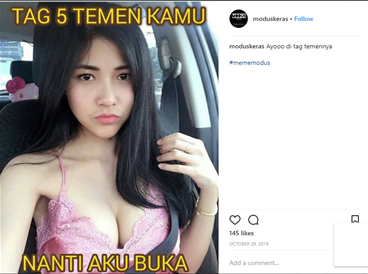 TAG 5 TEMEN KAMU
NANTI AKU BUKA
moduskeras • Follow
moduskeras Ayooo di tag temennya
#mememodus
145 likes
OCTOBER 28, 2016
Add a comment...